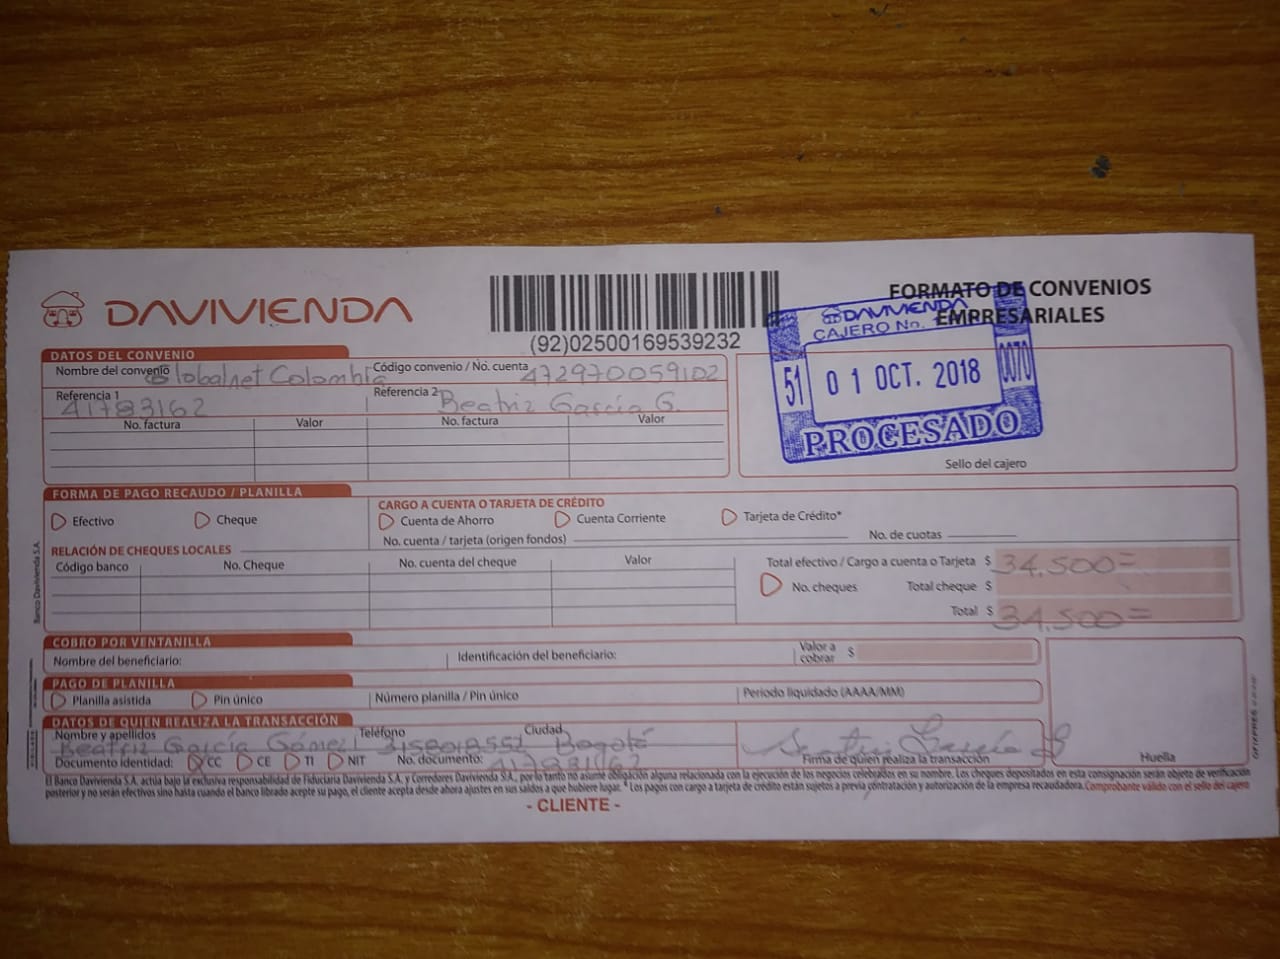 DAVIVIENDA
(92)02500169539232
FORMATO DE CONVENIOS
EMPRESARIALES
DAVIVIENDA
CAJERO No.
51 01 OCT. 2018 0070
PROCESADO
Sello del cajero
DATOS DEL CONVENIO
Nombre del convenio Globalnet Colombia Código convenio / No. cuenta 472970059102
Referencia 1 41783162 Referencia 2 Beatriz García G.
No. factura Valor No. factura Valor
FORMA DE PAGO RECAUDO / PLANILLA
Efectivo Cheque
CARGO A CUENTA O TARJETA DE CRÉDITO
Cuenta de Ahorro Cuenta Corriente Tarjeta de Crédito*
No. cuenta / tarjeta (origen fondos) No. de cuotas
RELACIÓN DE CHEQUES LOCALES
Código banco No. Cheque No. cuenta del cheque Valor
Total efectivo / Cargo a cuenta o Tarjeta $ 34.500=
No. cheques Total cheque $
Total $ 34.500=
COBRO POR VENTANILLA
Nombre del beneficiario: Identificación del beneficiario: Valor a cobrar $
PAGO DE PLANILLA
Planilla asistida Pin único Número planilla / Pin único Periodo liquidado (AAAA/MM)
DATOS DE QUIEN REALIZA LA TRANSACCIÓN
Nombre y apellidos Teléfono Ciudad
Beatriz García Gómez 3158018552 Bogotá
Documento identidad: CC CE TI NIT No. documento: 41783162
Firma de quien realiza la transacción
Huella
El Banco Davivienda S.A. actúa bajo la exclusiva responsabilidad de Fiduciaria Davivienda S.A. y Corredores Davivienda S.A., por lo tanto no asume obligación alguna relacionada con la ejecución de los negocios celebrados en su nombre. Los cheques depositados en esta consignación serán objeto de verificación
posterior y no serán efectivos sino hasta cuando el banco librado acepte su pago, el cliente acepta desde ahora ajustes en sus saldos a que hubiere lugar. * Los pagos con cargo a tarjeta de crédito están sujetos a previa contratación y autorización de la empresa recaudadora. Comprobante válido con el sello del cajero
- CLIENTE -
Banco Davivienda S.A.